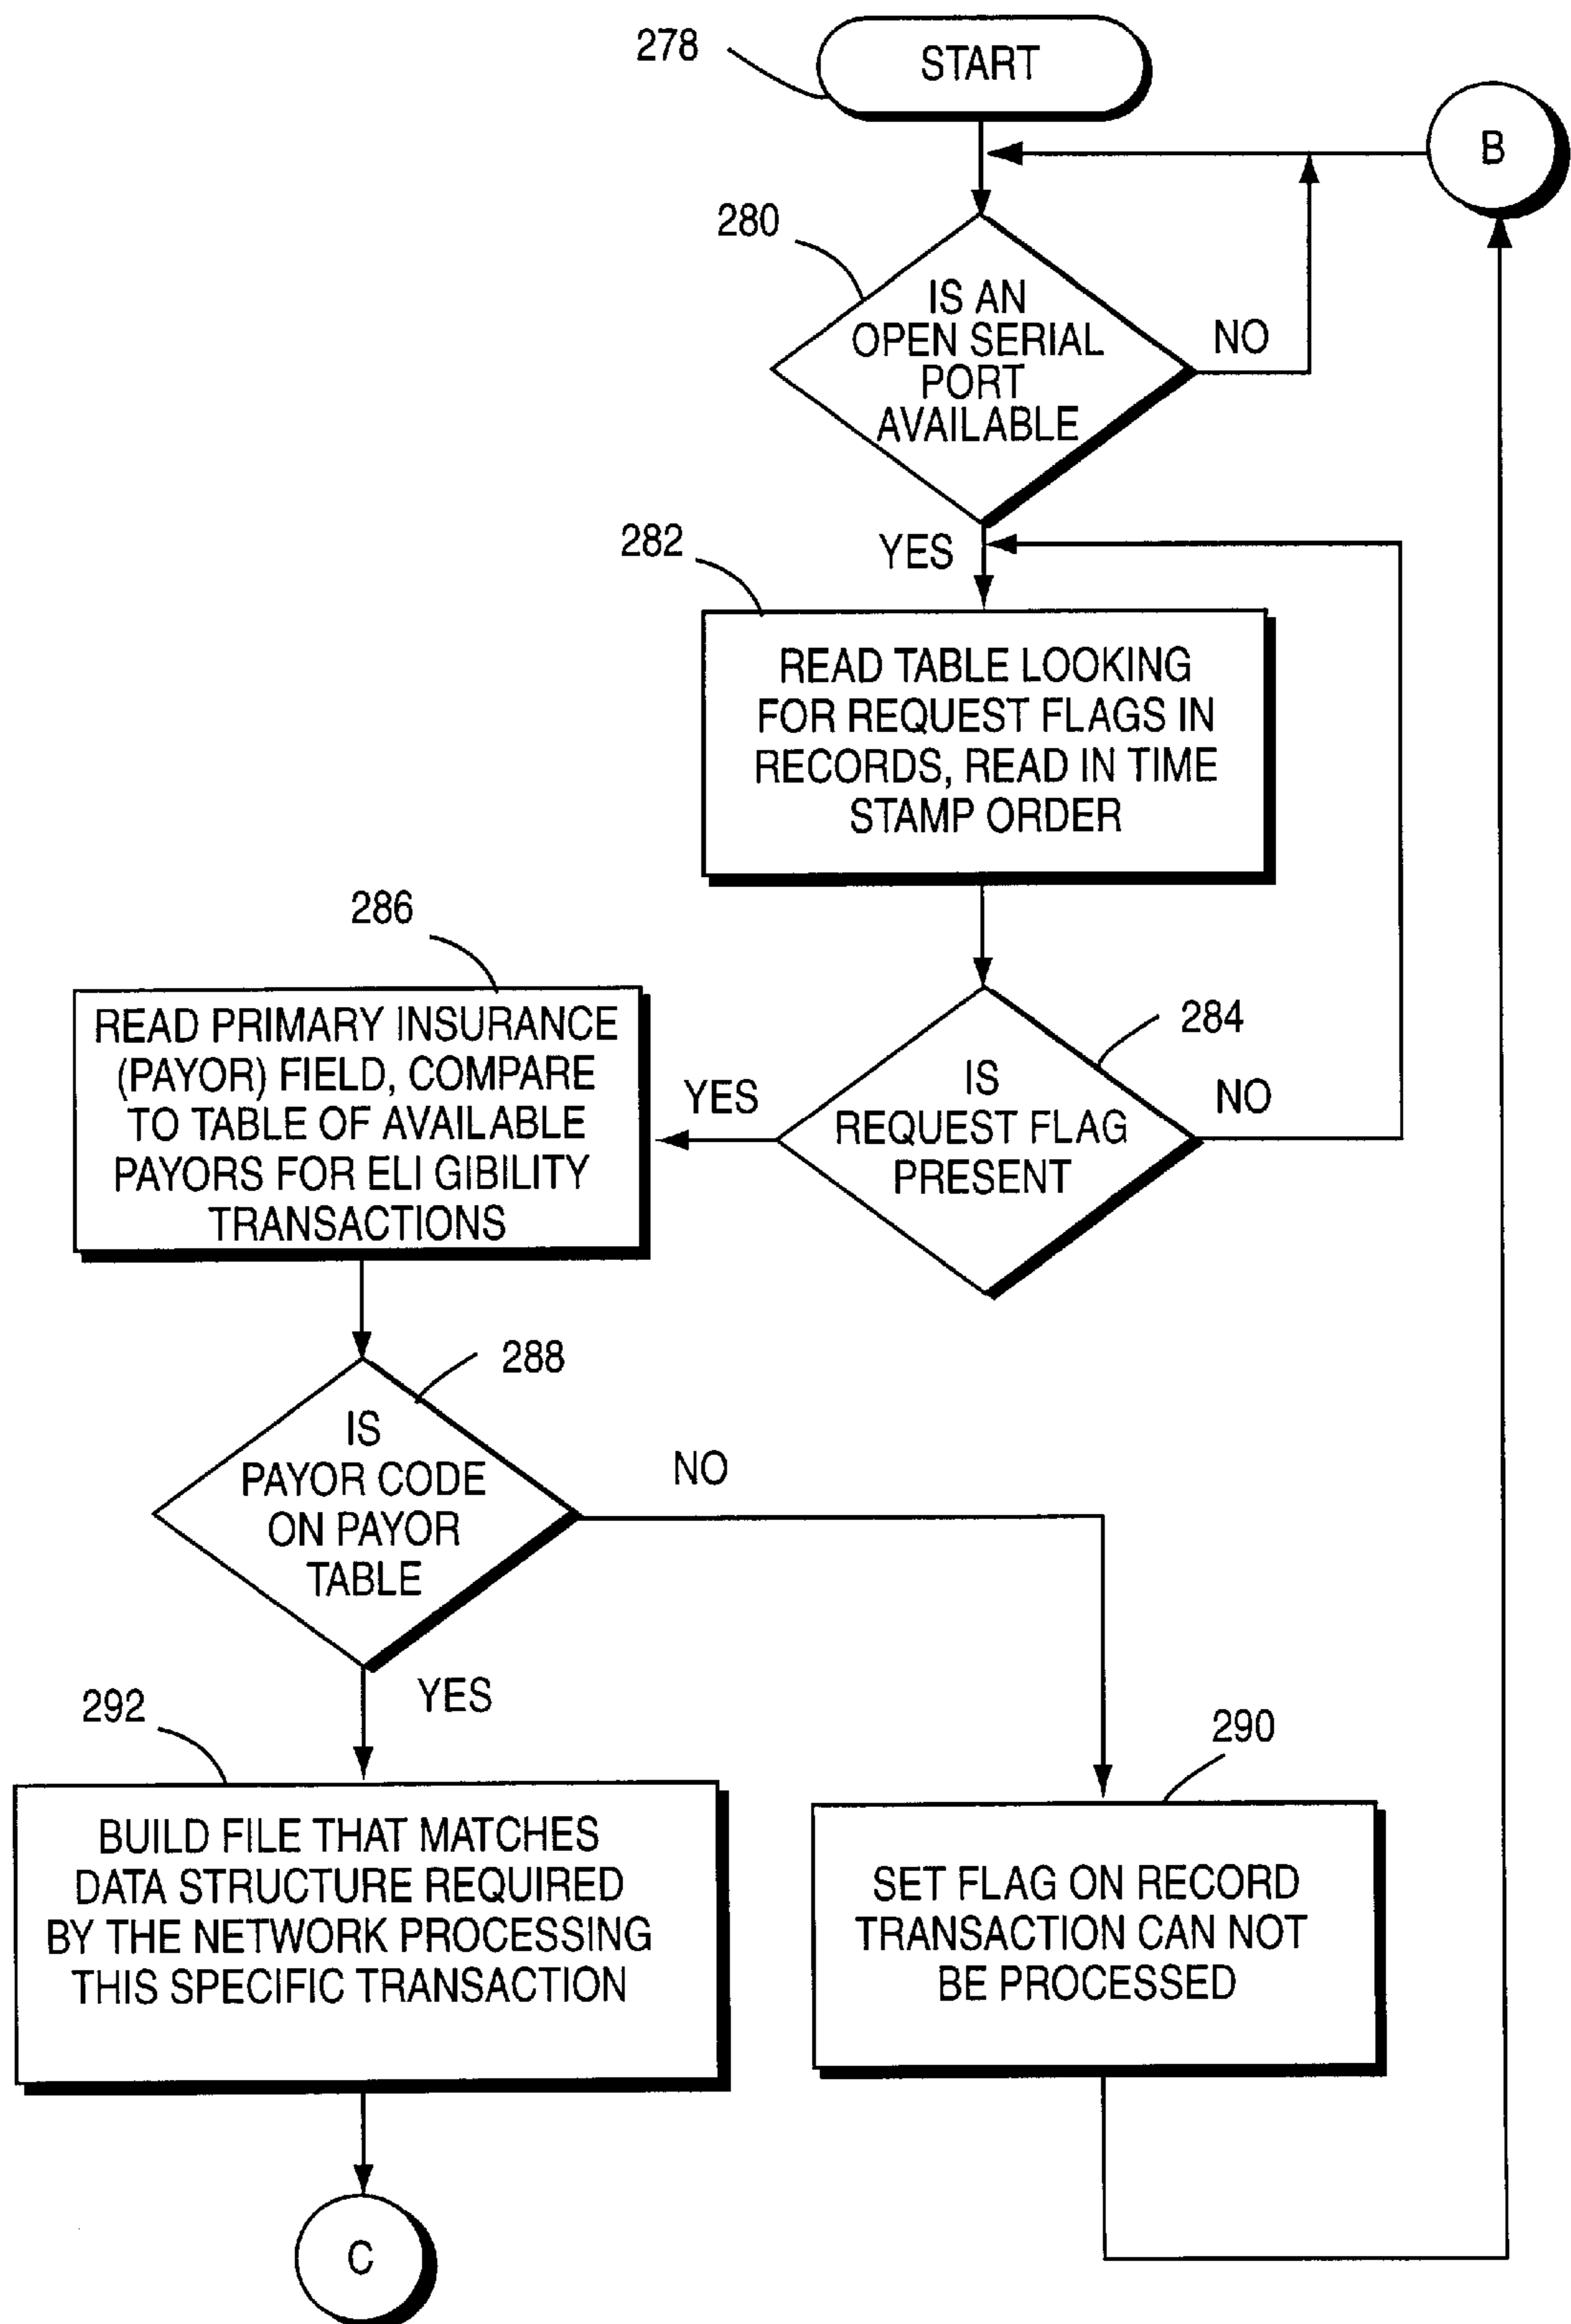 278
START
B
280
IS AN
OPEN SERIAL
PORT
AVAILABLE
NO
YES
282
READ TABLE LOOKING
FOR REQUEST FLAGS IN
RECORDS, READ IN TIME
STAMP ORDER
286
READ PRIMARY INSURANCE
(PAYOR) FIELD, COMPARE
TO TABLE OF AVAILABLE
PAYORS FOR ELI GIBILITY
TRANSACTIONS
YES
284
IS
REQUEST FLAG
PRESENT
NO
288
IS
PAYOR CODE
ON PAYOR
TABLE
NO
YES
292
BUILD FILE THAT MATCHES
DATA STRUCTURE REQUIRED
BY THE NETWORK PROCESSING
THIS SPECIFIC TRANSACTION
290
SET FLAG ON RECORD
TRANSACTION CAN NOT
BE PROCESSED
C